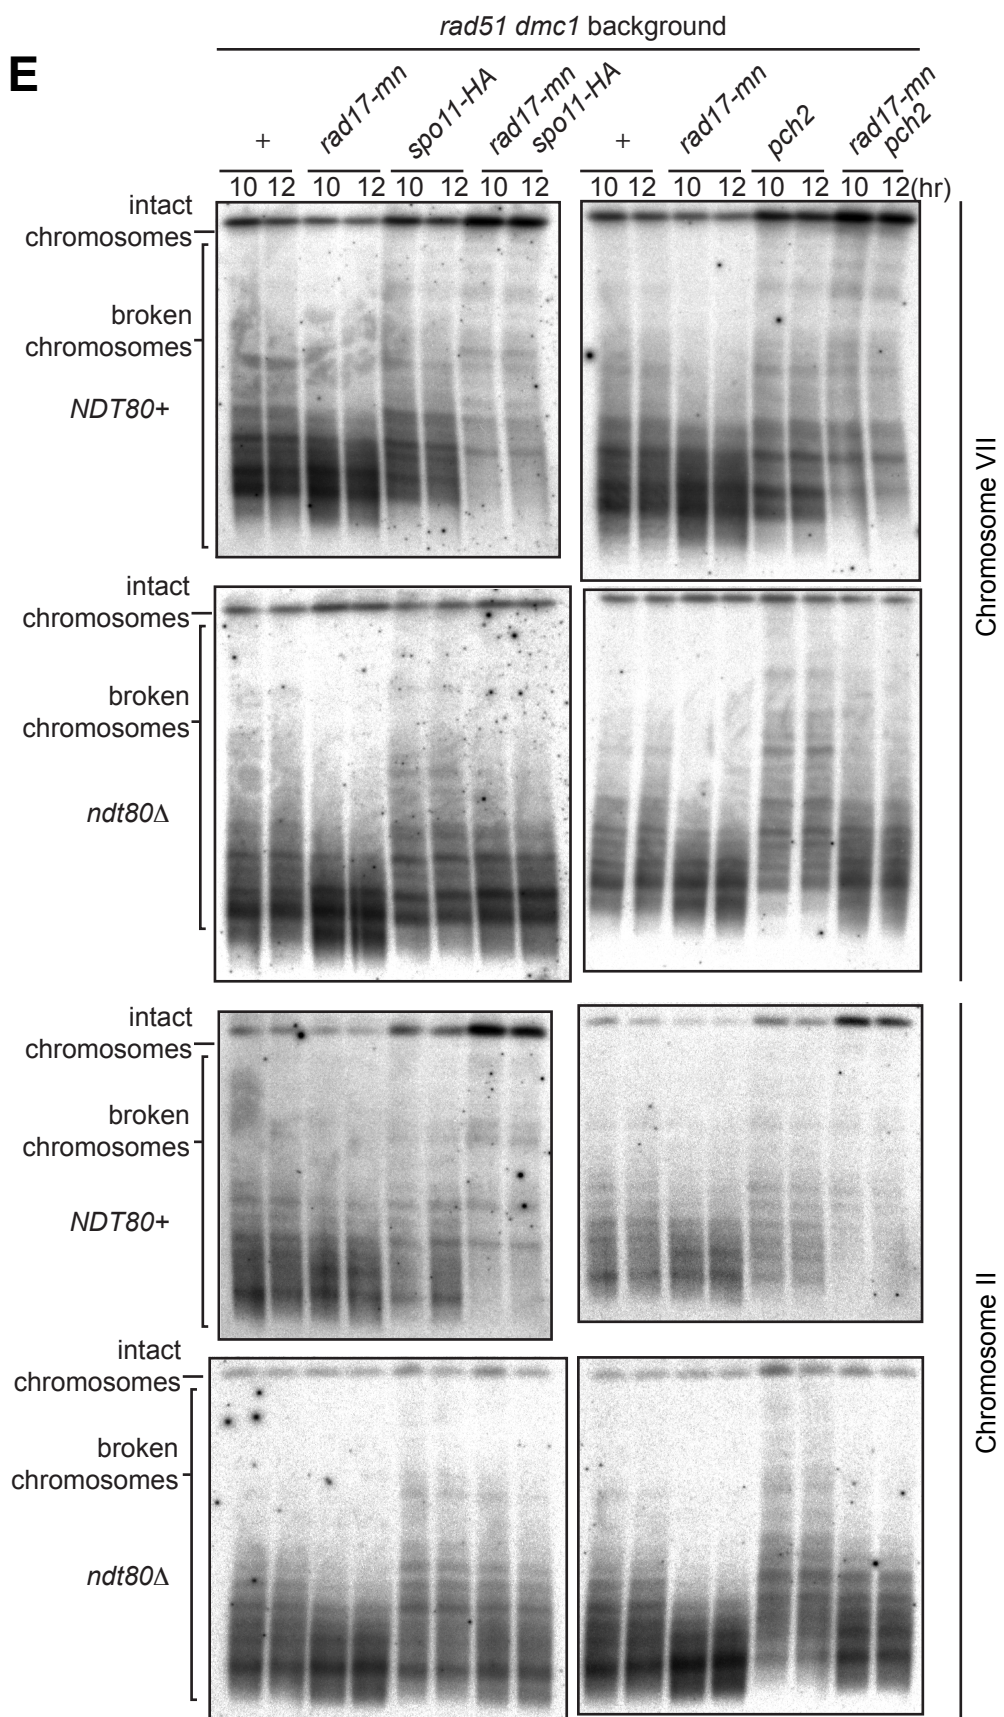 rad51 dmc1 background
E
+
rad17-mn
spo11-HA
rad17-mn
spo11-HA
+
rad17-mn
pch2
rad17-mn
pch2
10 12 10 12 10 12 10 12 10 12 10 12 10 12 10 12(hr)
intact
chromosomes
broken
chromosomes
NDT80+
intact
chromosomes
broken
chromosomes
ndt80Δ
Chromosome VII
intact
chromosomes
broken
chromosomes
NDT80+
intact
chromosomes
broken
chromosomes
ndt80Δ
Chromosome II